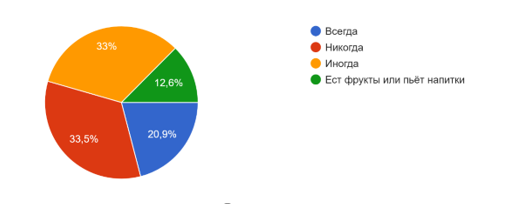 Всегда
Никогда
Иногда
Ест фрукты или пьёт напитки
33%
12,6%
33,5%
20,9%